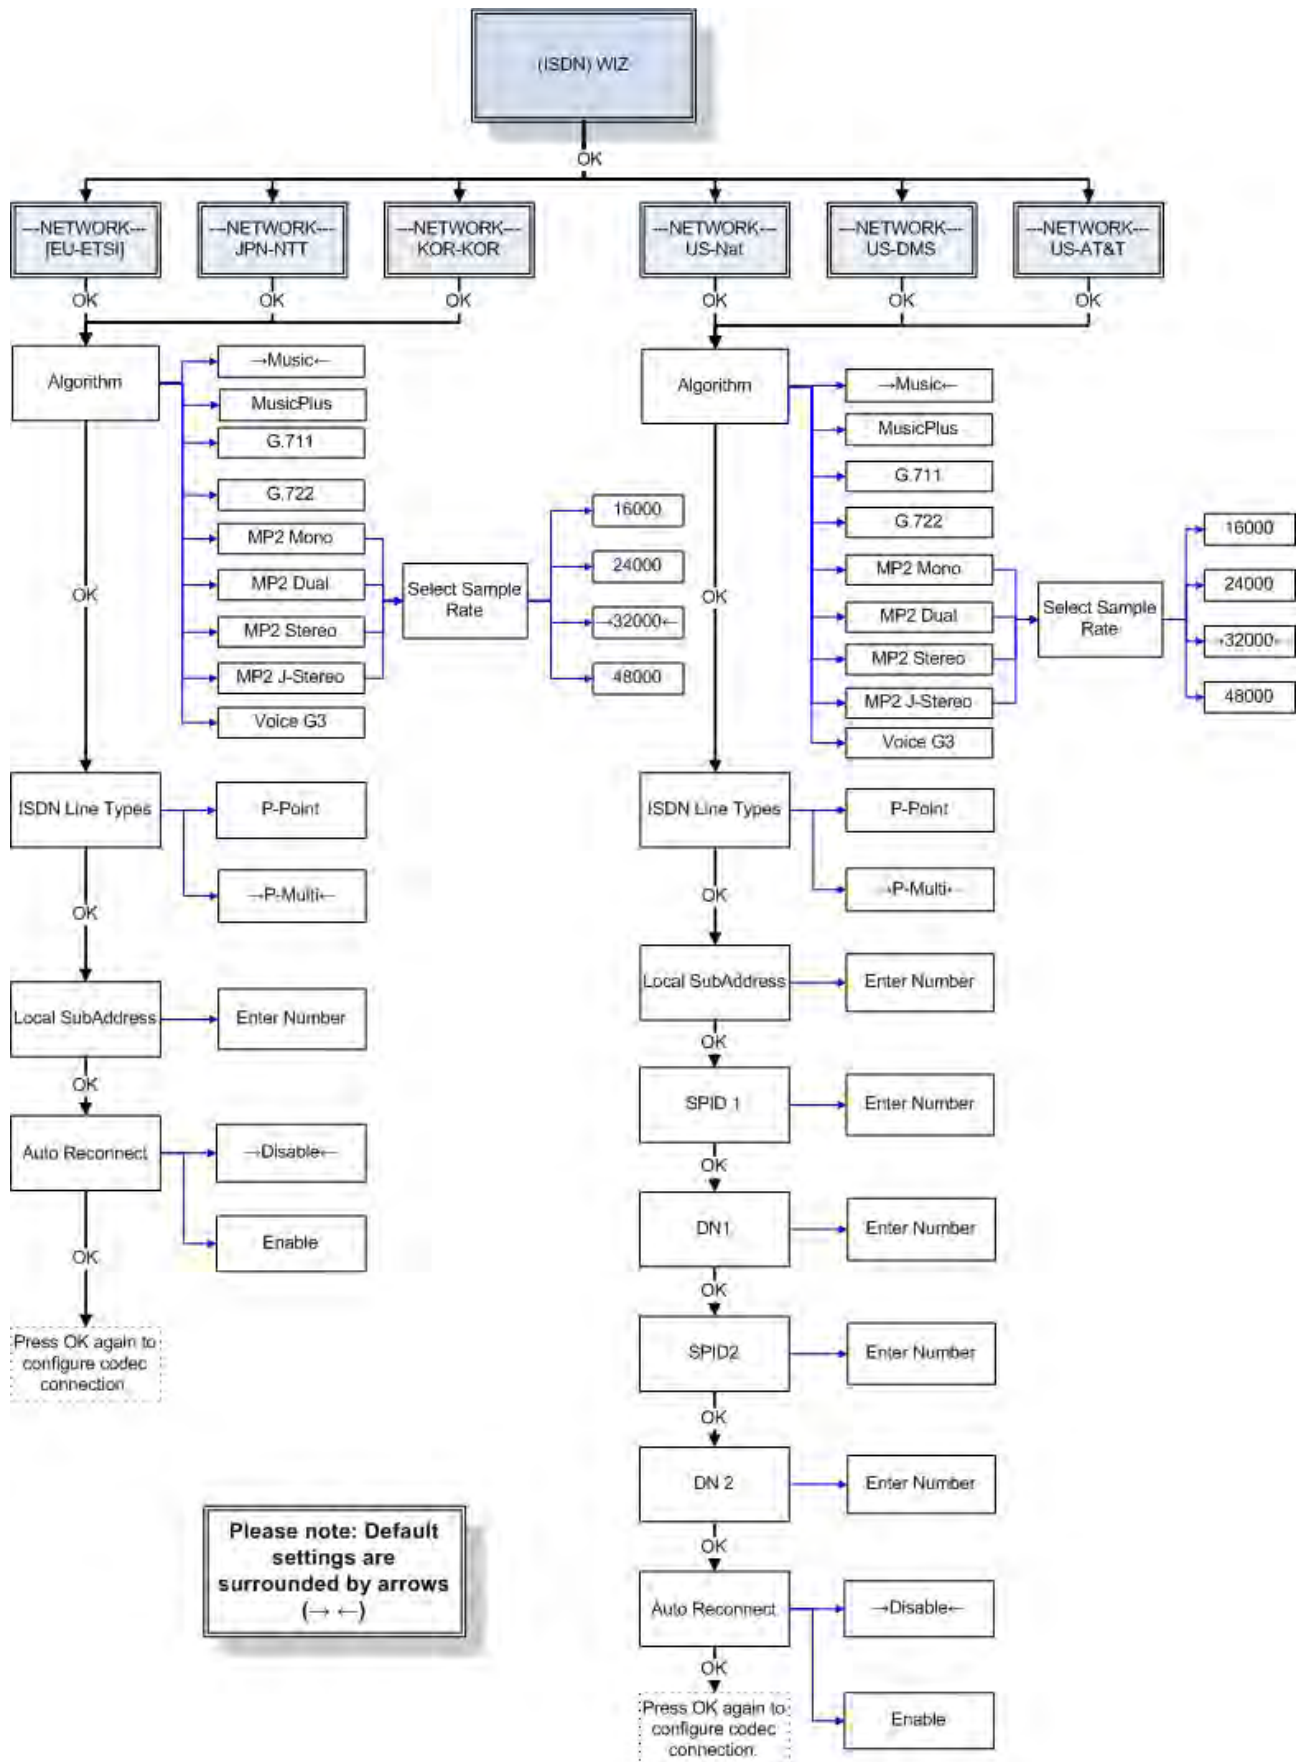 (ISDN) WIZ
OK
---NETWORK---
[EU-ETSI]
---NETWORK---
JPN-NTT
---NETWORK---
KOR-KOR
---NETWORK---
US-Nat
---NETWORK---
US-DMS
---NETWORK---
US-AT&T
OK
OK
OK
OK
OK
OK
Algorithm
→Music←
MusicPlus
G.711
G.722
MP2 Mono
MP2 Dual
MP2 Stereo
MP2 J-Stereo
Voice G3
Select Sample
Rate
16000
24000
→32000←
48000
OK
ISDN Line Types
P-Point
→P-Multi←
OK
Local SubAddress
Enter Number
OK
Auto Reconnect
→Disable←
Enable
OK
Press OK again to
configure codec
connection
Algorithm
→Music←
MusicPlus
G.711
G.722
MP2 Mono
MP2 Dual
MP2 Stereo
MP2 J-Stereo
Voice G3
Select Sample
Rate
16000
24000
→32000←
48000
OK
ISDN Line Types
P-Point
→P-Multi←
OK
Local SubAddress
Enter Number
OK
SPID 1
Enter Number
OK
DN1
Enter Number
OK
SPID2
Enter Number
OK
DN 2
Enter Number
OK
Auto Reconnect
→Disable←
Enable
OK
Press OK again to
configure codec
connection.
Please note: Default
settings are
surrounded by arrows
(→ ←)